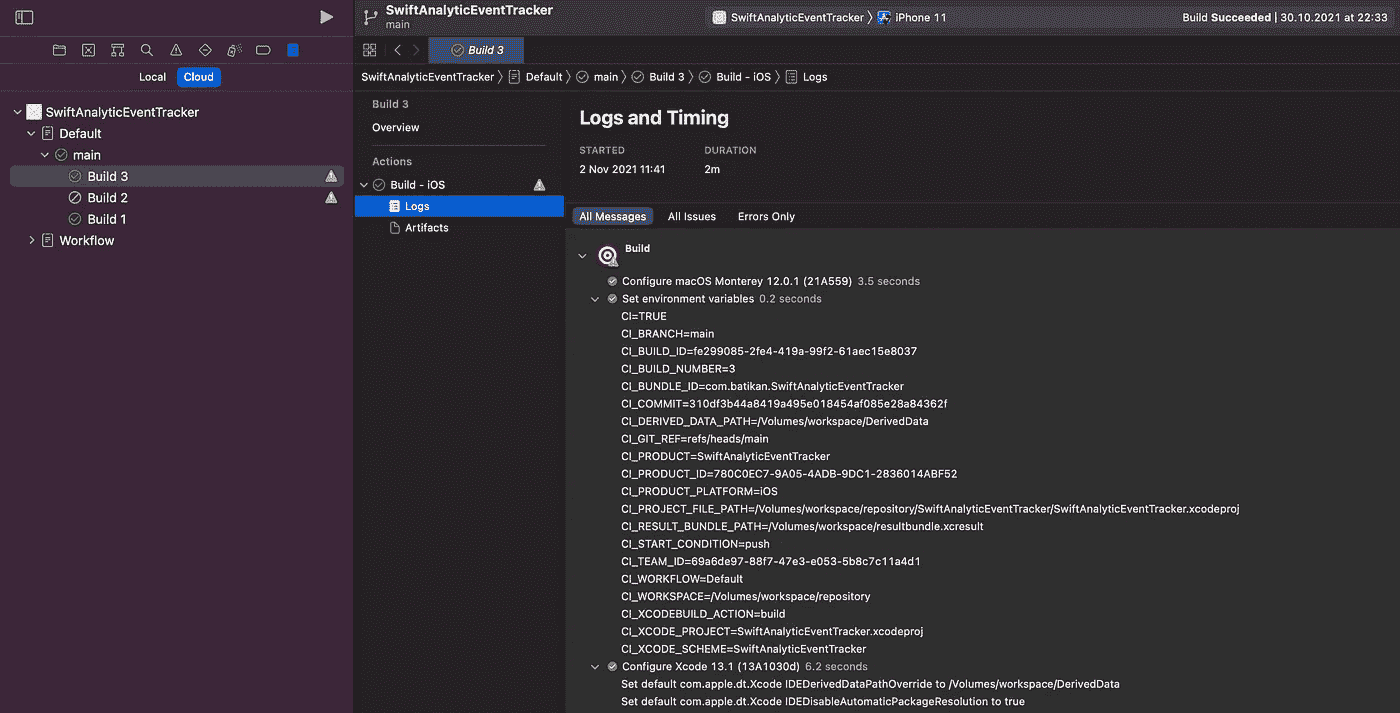 SwiftAnalyticEventTracker
main
SwiftAnalyticEventTracker
iPhone 11
Build Succeeded | 30.10.2021 at 22:33
Build 3
Local
Cloud
SwiftAnalyticEventTracker
Default
main
Build 3
Build 2
Build 1
Workflow
SwiftAnalyticEventTracker
Default
main
Build 3
Build - iOS
Logs
Build 3
Overview
Actions
Build - iOS
Logs
Artifacts
Logs and Timing
STARTED
DURATION
2 Nov 2021 11:41
2m
All Messages
All Issues
Errors Only
Build
Configure macOS Monterey 12.0.1 (21A559) 3.5 seconds
Set environment variables 0.2 seconds
CI=TRUE
CI_BRANCH=main
CI_BUILD_ID=fe299085-2fe4-419a-99f2-61aec15e8037
CI_BUILD_NUMBER=3
CI_BUNDLE_ID=com.batikan.SwiftAnalyticEventTracker
CI_COMMIT=310df3b44a8419a495e018454af085e28a84362f
CI_DERIVED_DATA_PATH=/Volumes/workspace/DerivedData
CI_GIT_REF=refs/heads/main
CI_PRODUCT=SwiftAnalyticEventTracker
CI_PRODUCT_ID=780C0EC7-9A05-4ADB-9DC1-2836014ABF52
CI_PRODUCT_PLATFORM=iOS
CI_PROJECT_FILE_PATH=/Volumes/workspace/repository/SwiftAnalyticEventTracker/SwiftAnalyticEventTracker.xcodeproj
CI_RESULT_BUNDLE_PATH=/Volumes/workspace/resultbundle.xcresult
CI_START_CONDITION=push
CI_TEAM_ID=69a6de97-88f7-47e3-e053-5b8c7c11a4d1
CI_WORKFLOW=Default
CI_WORKSPACE=/Volumes/workspace/repository
CI_XCODEBUILD_ACTION=build
CI_XCODE_PROJECT=SwiftAnalyticEventTracker.xcodeproj
CI_XCODE_SCHEME=SwiftAnalyticEventTracker
Configure Xcode 13.1 (13A1030d) 6.2 seconds
Set default com.apple.dt.Xcode IDEDerivedDataPathOverride to /Volumes/workspace/DerivedData
Set default com.apple.dt.Xcode IDEDisableAutomaticPackageResolution to true